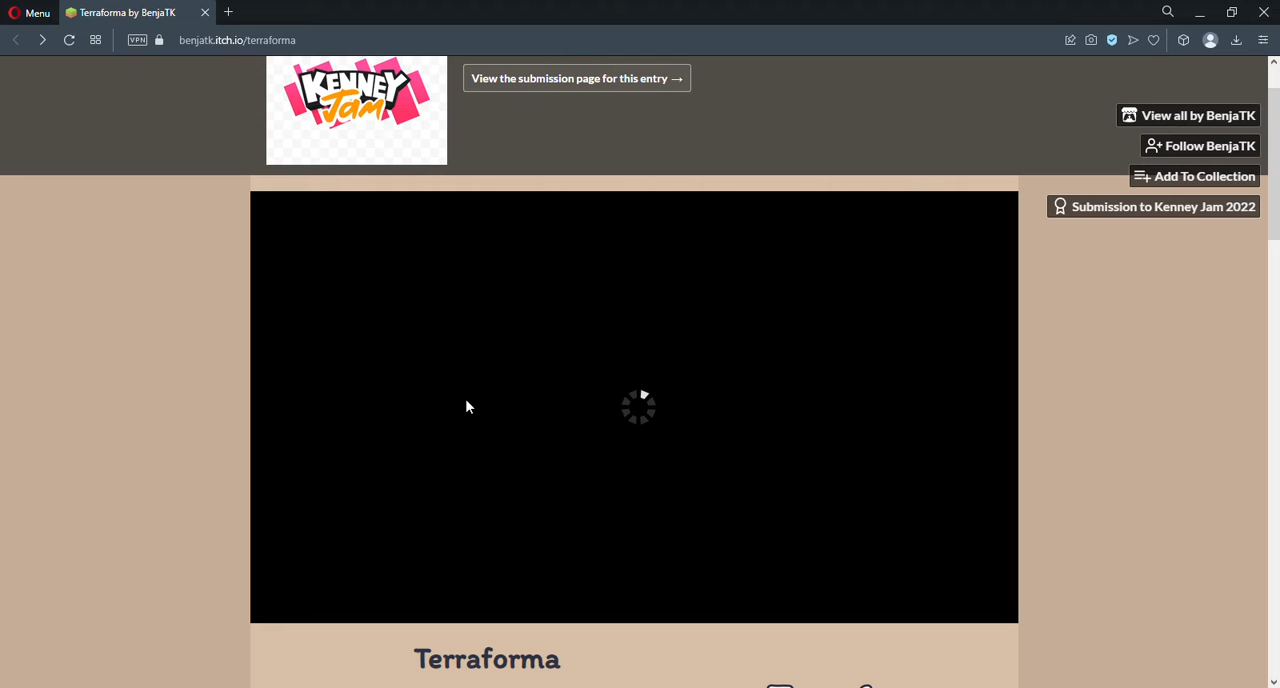 Menu
Terraforma by BenjaTK
VPN
benjatk.itch.io/terraforma
KENNEY
Jam
View the submission page for this entry →
View all by BenjaTK
Follow BenjaTK
Add To Collection
Submission to Kenney Jam 2022
Terraforma